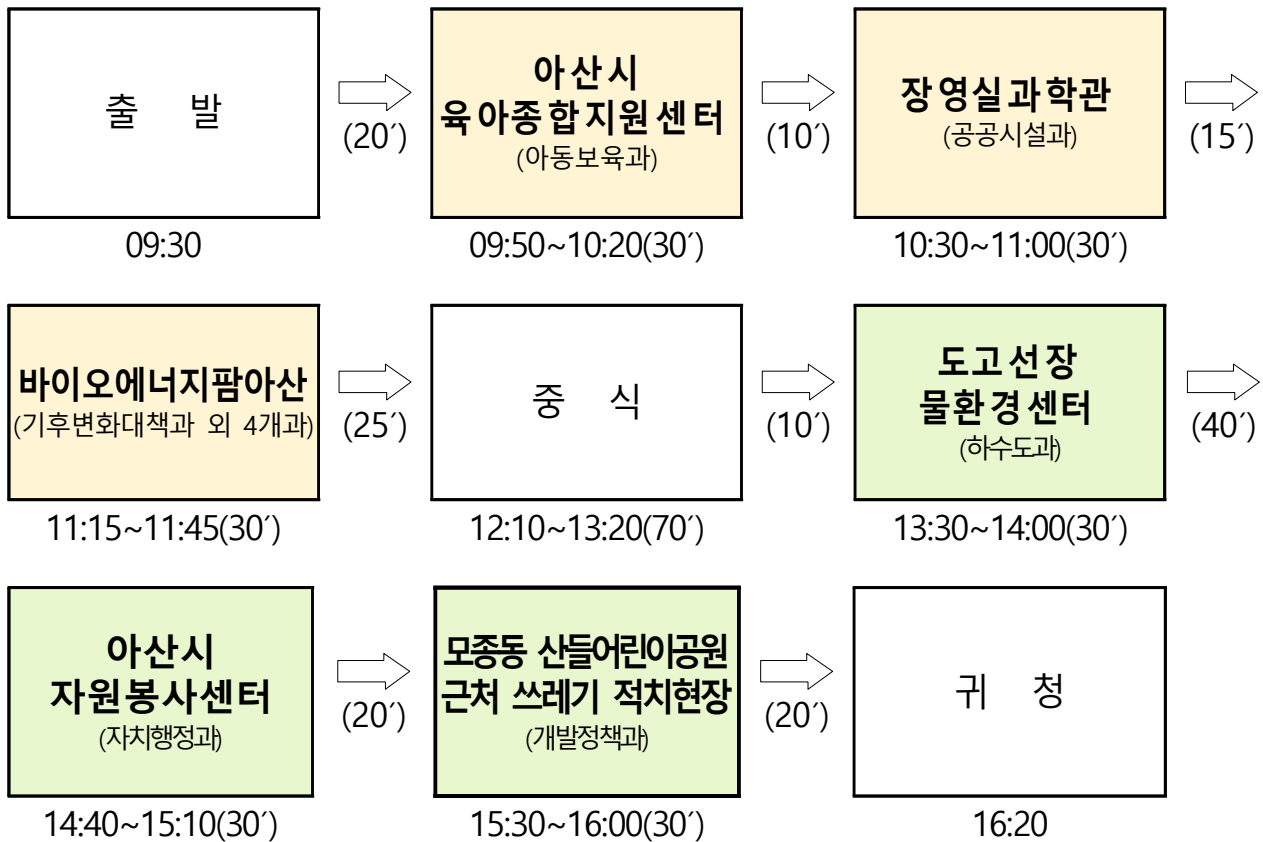 출 발
(20′)
아산시
육아종합지원센터
(아동보육과)
(10′)
장영실과학관
(공공시설과)
(15′)
09:30
09:50~10:20(30′)
10:30~11:00(30′)
바이오에너지팜아산
(기후변화대책과 외 4개과)
(25′)
중 식
(10′)
도고선장
물환경센터
(하수도과)
(40′)
11:15~11:45(30′)
12:10~13:20(70′)
13:30~14:00(30′)
아산시
자원봉사센터
(자치행정과)
(20′)
모종동 산들어린이공원
근처 쓰레기 적치현장
(개발정책과)
(20′)
귀 청
14:40~15:10(30′)
15:30~16:00(30′)
16:20